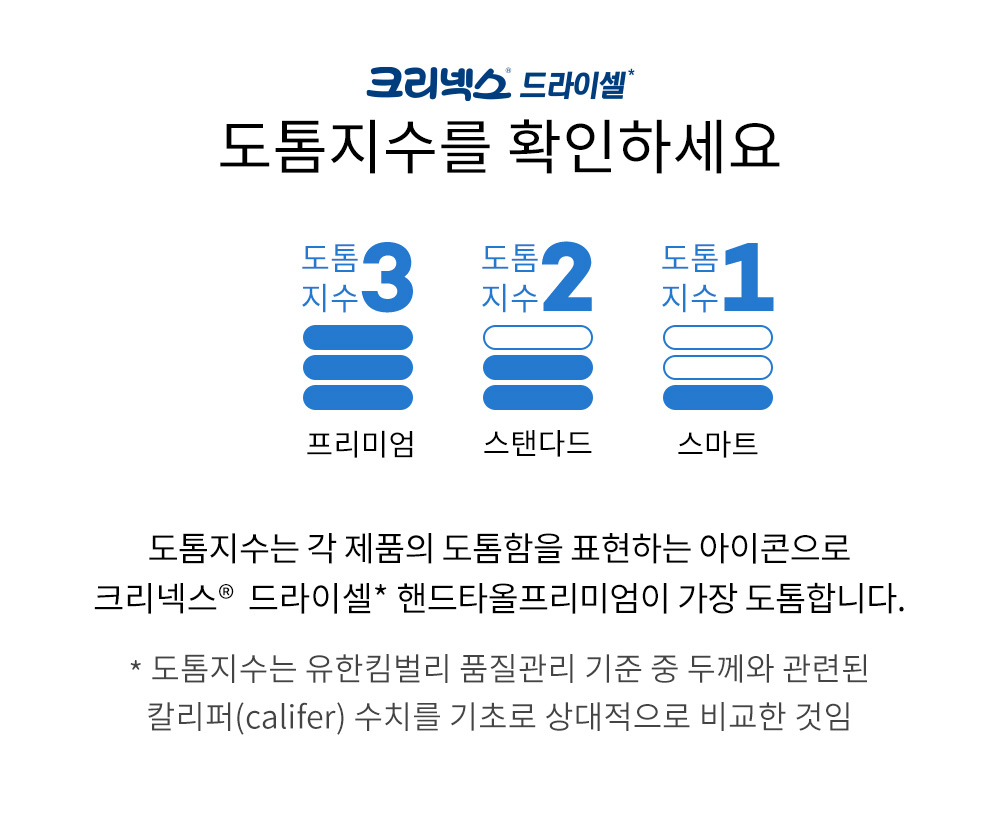 크리넥스® 드라이셀*
도톰지수를 확인하세요
도톰
지수 3
도톰
지수 2
도톰
지수 1
프리미엄 스탠다드 스마트
도톰지수는 각 제품의 도톰함을 표현하는 아이콘으로
크리넥스® 드라이셀* 핸드타올프리미엄이 가장 도톰합니다.
* 도톰지수는 유한킴벌리 품질관리 기준 중 두께와 관련된
칼리퍼(califer) 수치를 기초로 상대적으로 비교한 것임